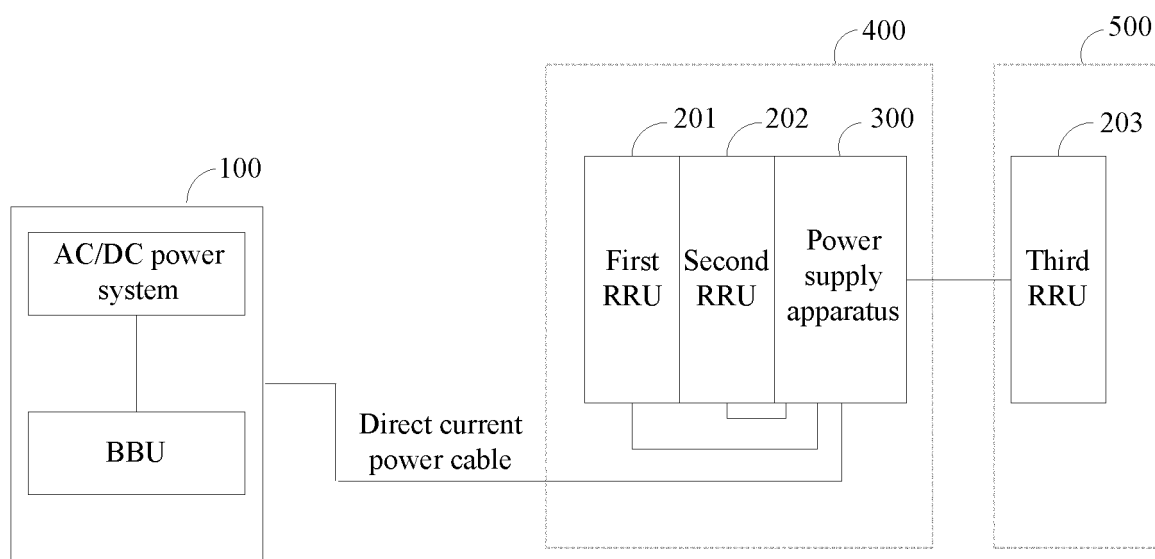 400
500
201
202
300
203
100
AC/DC power
system
BBU
First
RRU
Second
RRU
Power
supply
apparatus
Third
RRU
Direct current
power cable